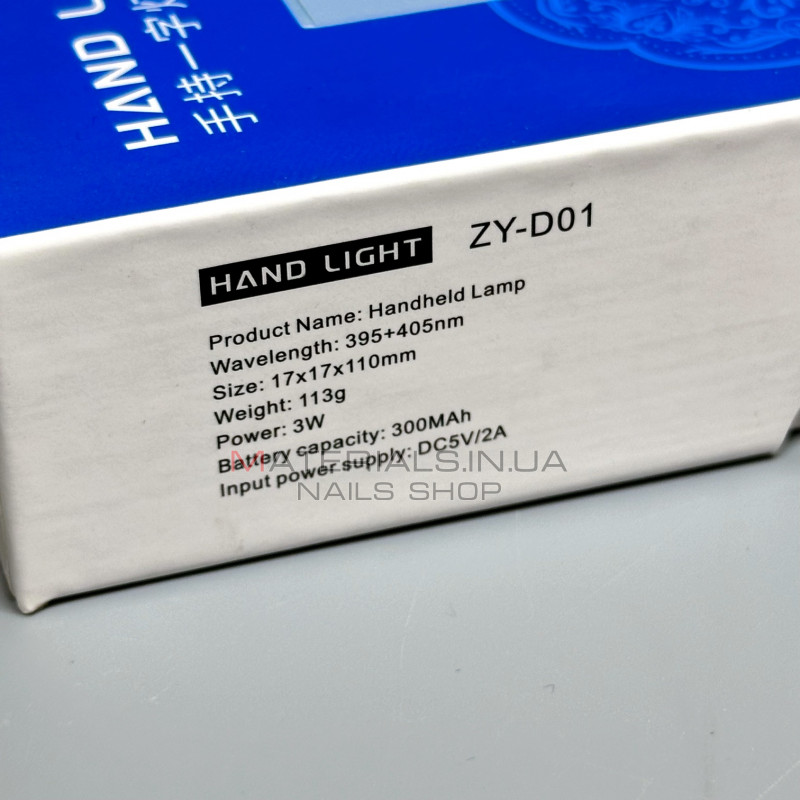 HAND L
手持一字
HAND LIGHT ZY-D01
Product Name: Handheld Lamp
Wavelength: 395+405nm
Size: 17x17x110mm
Weight: 113g
Power: 3W
Battery capacity: 300MAh
Input power supply: DC5V/2A
MATERIALS.IN.UA
NAILS SHOP